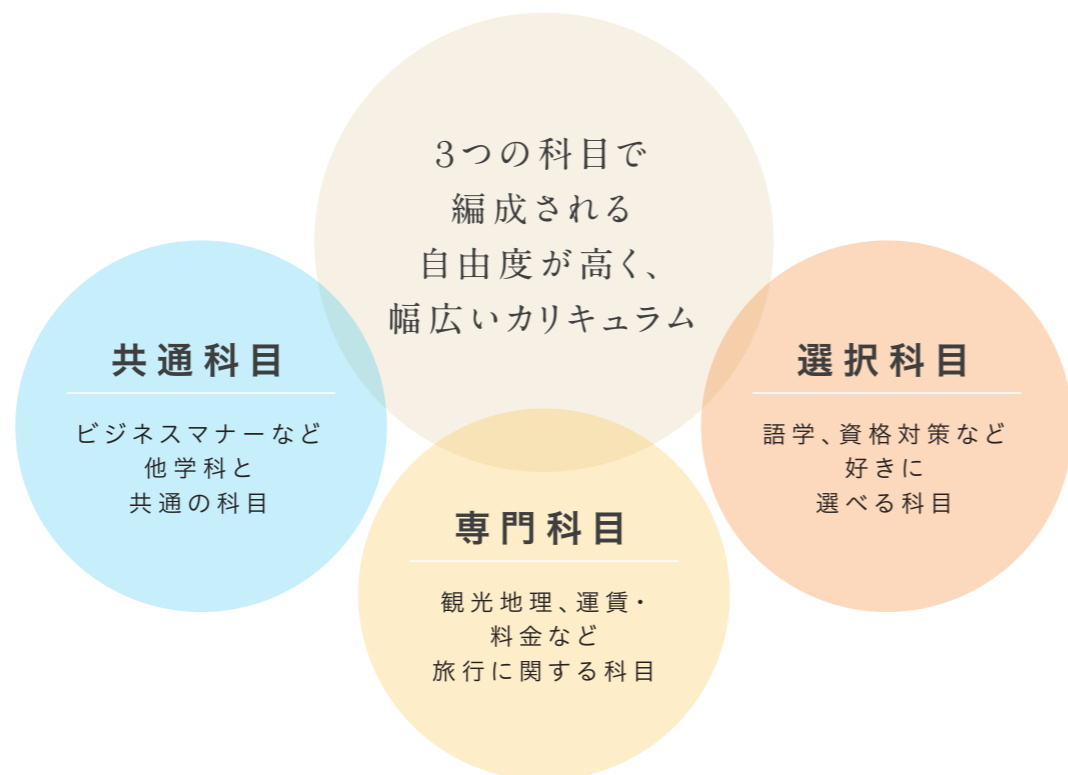 3つの科目で
編成される
自由度が高く、
幅広いカリキュラム
共通科目
ビジネスマナーなど
他学科と
共通の科目
専門科目
観光地理、運賃・
料金など
旅行に関する科目
選択科目
語学、資格対策など
好きに
選べる科目